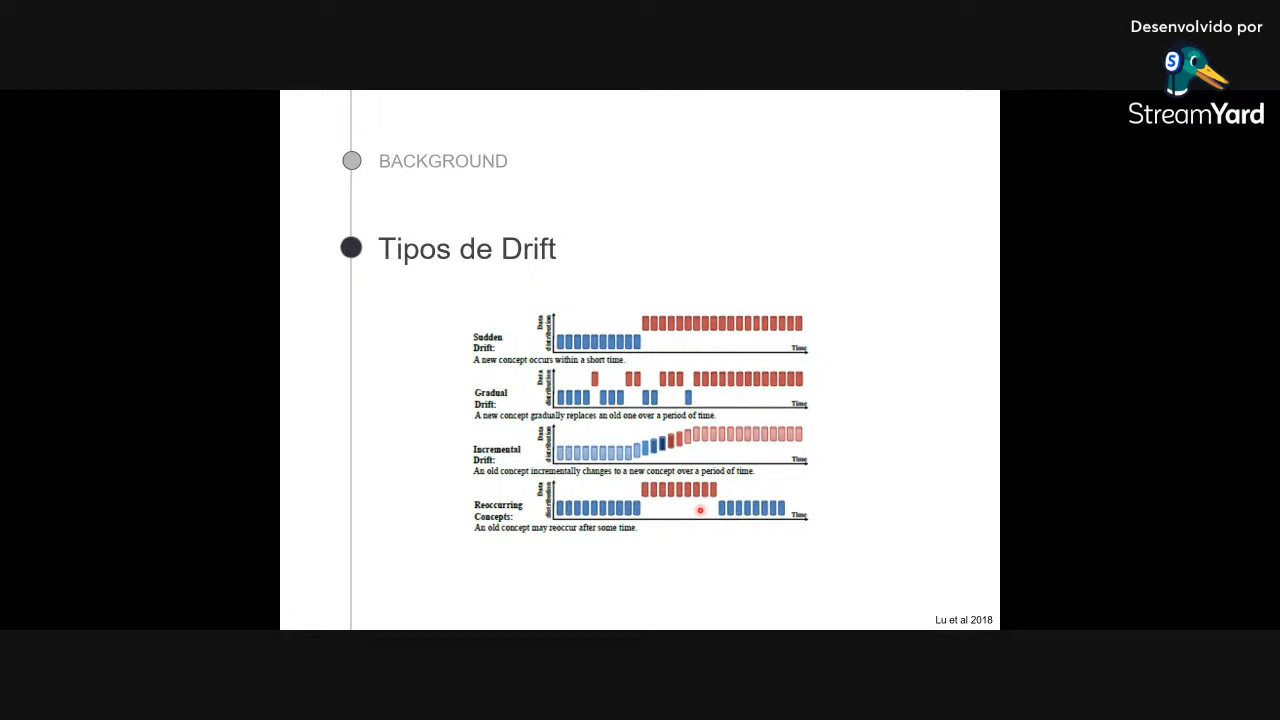 Desenvolvido por
StreamYard
BACKGROUND
Tipos de Drift
Data distribution
Sudden
Drift:
Time
A new concept occurs within a short time.
Data distribution
Gradual
Drift:
Time
A new concept gradually replaces an old one over a period of time.
Data distribution
Incremental
Drift:
Time
An old concept incrementally changes to a new concept over a period of time.
Data distribution
Reoccurring
Concepts:
Time
An old concept may reoccur after some time.
Lu et al 2018